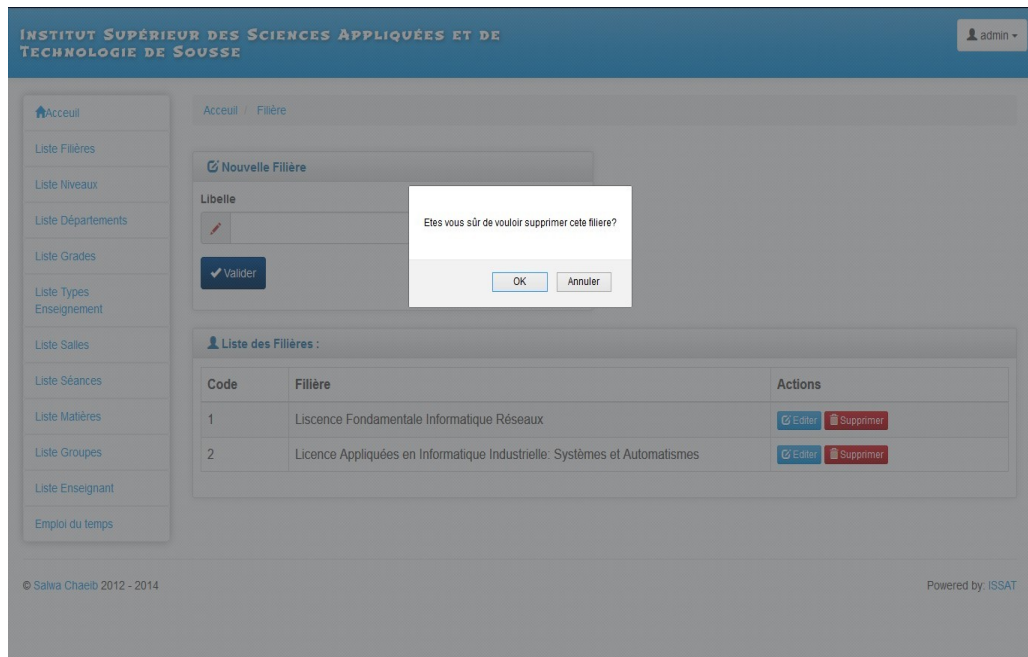 INSTITUT SUPÉRIEUR DES SCIENCES APPLIQUÉES ET DE
TECHNOLOGIE DE SOUSSE
admin
Acceuil
Liste Filières
Liste Niveaux
Liste Départements
Liste Grades
Liste Types
Enseignement
Liste Salles
Liste Séances
Liste Matières
Liste Groupes
Liste Enseignant
Emploi du temps
Acceuil / Filière
Nouvelle Filière
Libelle
Valider
Etes vous sûr de vouloir supprimer cete filiere?
OK Annuler
Liste des Filières :
Code Filière Actions
1 Liscence Fondamentale Informatique Réseaux Editer Supprimer
2 Licence Appliquées en Informatique Industrielle: Systèmes et Automatismes Editer Supprimer
© Salwa Chaeib 2012 - 2014
Powered by: ISSAT